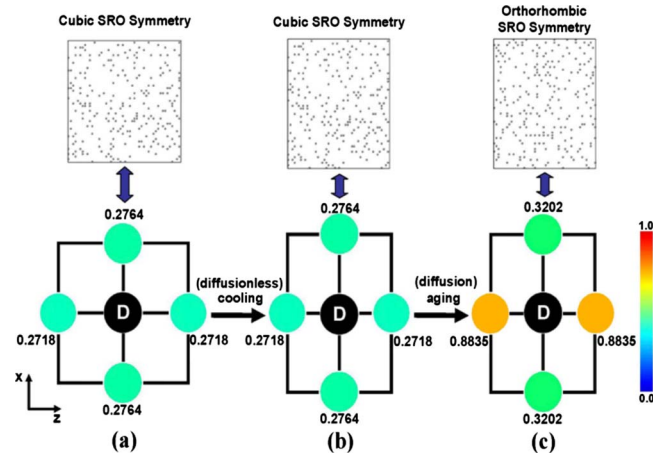 Cubic SRO Symmetry
Cubic SRO Symmetry
Orthorhombic
SRO Symmetry
0.2764
0.2764
0.3202
1.0
(diffusionless)
cooling
(diffusion)
aging
D
D
D
0.2718
0.2718
0.2718
0.2718
0.8835
0.8835
x
z
0.2764
0.2764
0.3202
0.0
(a)
(b)
(c)